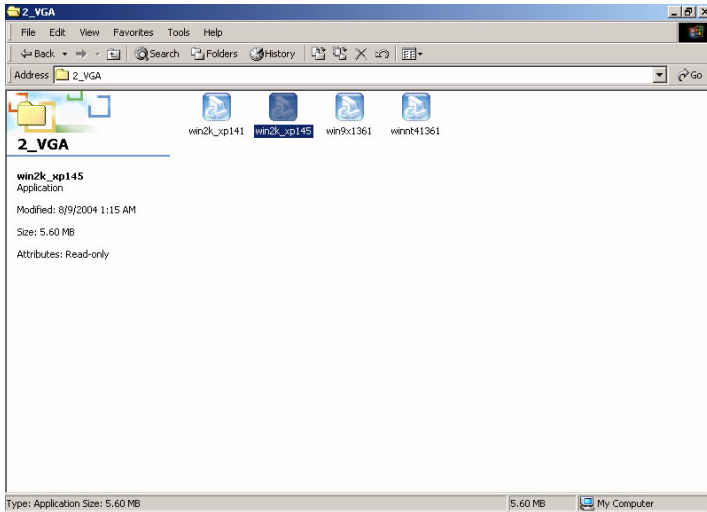 2_VGA
File Edit View Favorites Tools Help
Back Search Folders History
Address 2_VGA Go
win2k_xp141 win2k_xp145 win9x1361 winnt41361
2_VGA
win2k_xp145
Application
Modified: 8/9/2004 1:15 AM
Size: 5.60 MB
Attributes: Read-only
Type: Application Size: 5.60 MB 5.60 MB My Computer